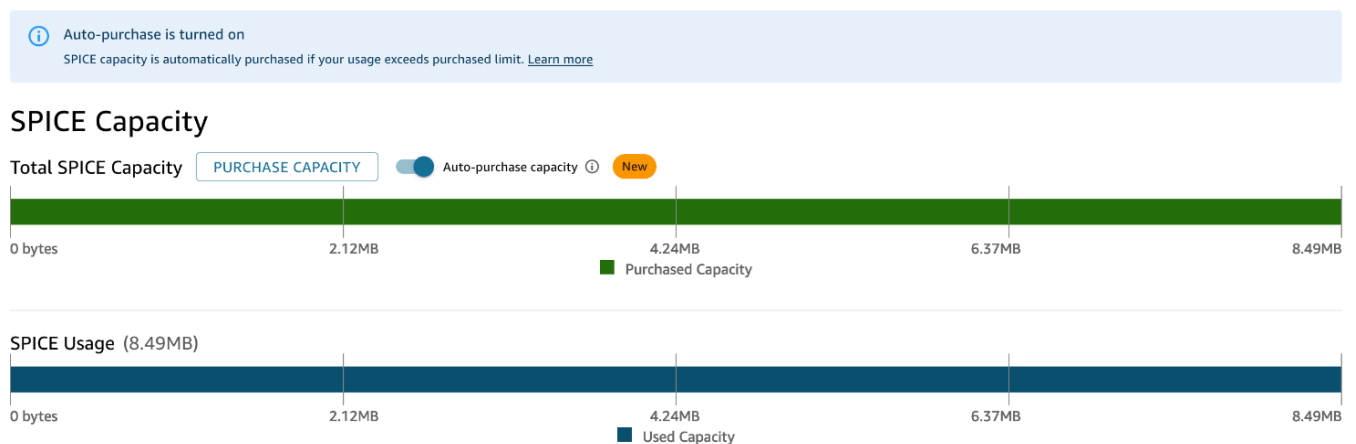 Auto-purchase is turned on
SPICE capacity is automatically purchased if your usage exceeds purchased limit. Learn more
SPICE Capacity
Total SPICE Capacity PURCHASE CAPACITY Auto-purchase capacity New
0 bytes 2.12MB 4.24MB 6.37MB 8.49MB
Purchased Capacity
SPICE Usage (8.49MB)
0 bytes 2.12MB 4.24MB 6.37MB 8.49MB
Used Capacity